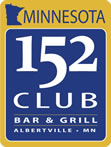 MINNESOTA
152
CLUB
BAR & GRILL
ALBERTVILLE - MN